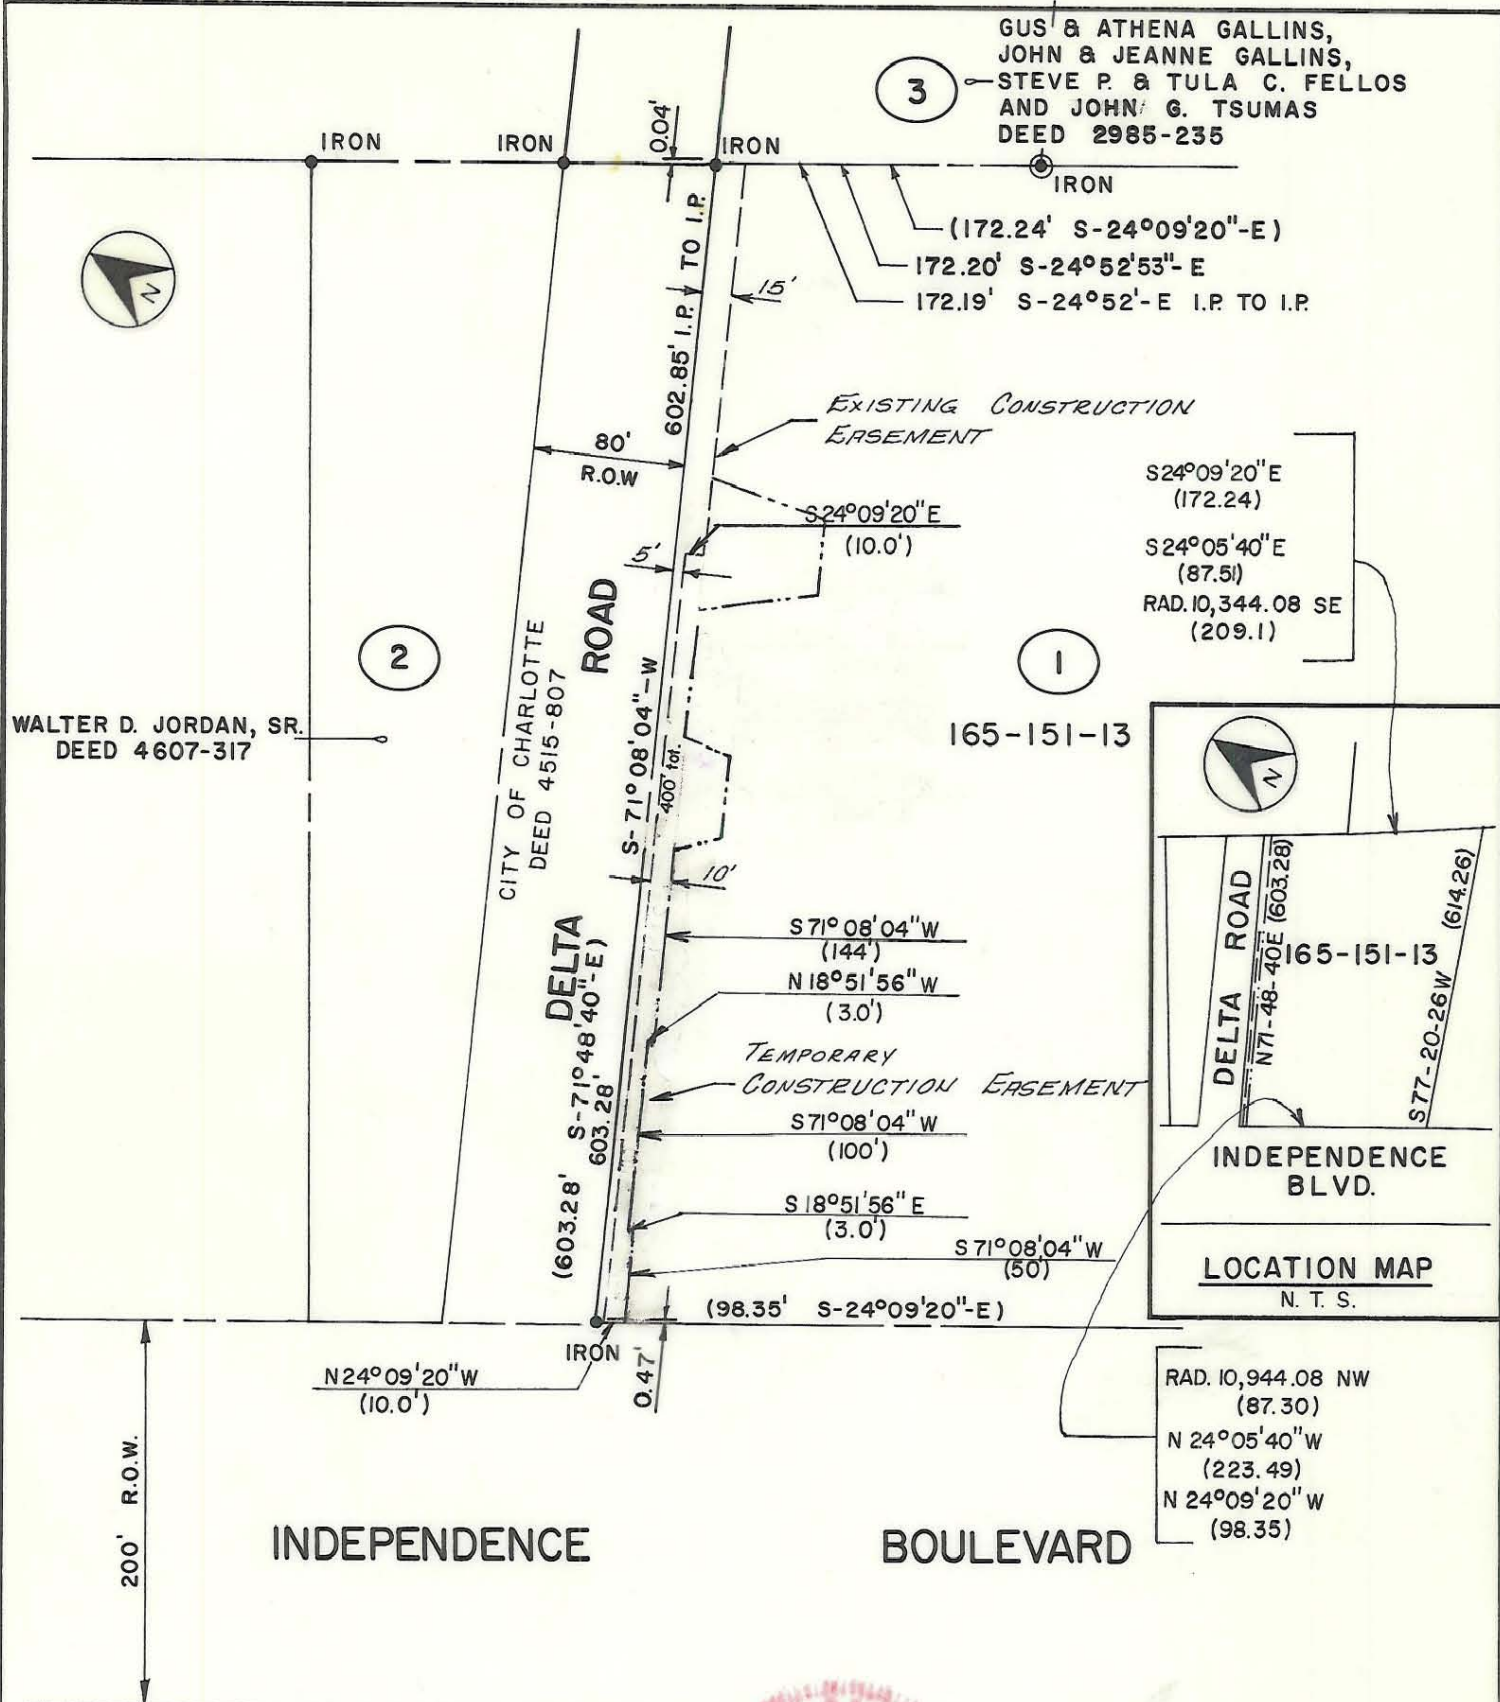 GUS & ATHENA GALLINS,
JOHN & JEANNE GALLINS,
STEVE P. & TULA C. FELLOS
AND JOHN G. TSUMAS
DEED 2985-235
3
IRON
IRON
0.04'
IRON
IRON
(172.24' S-24°09'20"-E)
172.20' S-24°52'53"-E
172.19' S-24°52'-E I.P. TO I.P.
N
602.85' I.P. TO I.P.
15'
EXISTING CONSTRUCTION
EASEMENT
80'
R.O.W
S24°09'20"E
(172.24)
S24°05'40"E
(87.51)
RAD. 10,344.08 SE
(209.1)
S24°09'20"E
(10.0')
5'
2
1
165-151-13
WALTER D. JORDAN, SR.
DEED 4607-317
CITY OF CHARLOTTE
DEED 4515-807
DELTA ROAD
S-71°08'04"-W
400' tot.
10'
S71°08'04"W
(144')
N18°51'56"W
(3.0')
TEMPORARY
CONSTRUCTION EASEMENT
S71°08'04"W
(100')
S18°51'56"E
(3.0')
S71°08'04"W
(50')
(603.28' S-71°48'40"-E)
603.28'
(98.35' S-24°09'20"-E)
IRON
0.47'
N24°09'20"W
(10.0')
N
DELTA ROAD
N71-48-40E (603.28)
165-151-13
S77-20-26W (614.26)
INDEPENDENCE
BLVD.
LOCATION MAP
N. T. S.
RAD. 10,944.08 NW
(87.30)
N 24°05'40"W
(223.49)
N 24°09'20"W
(98.35)
200' R.O.W.
INDEPENDENCE BOULEVARD